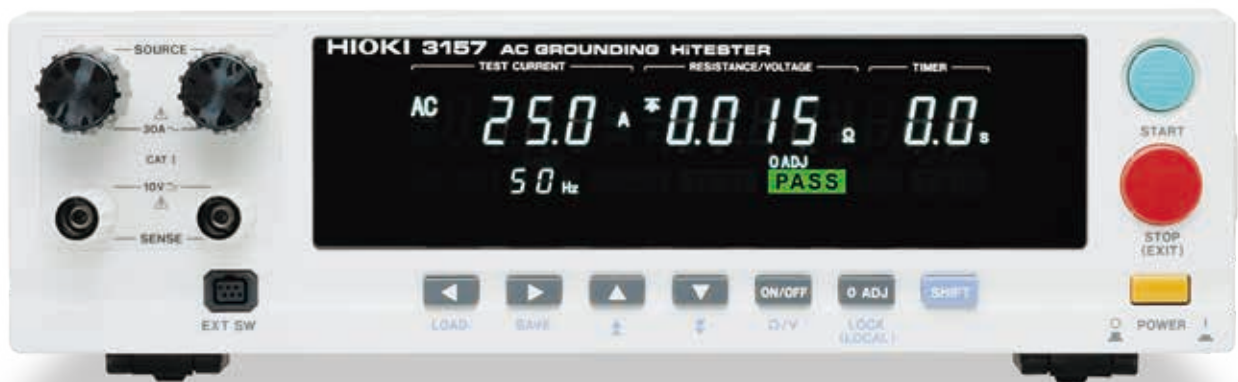 SOURCE
30A
CAT I
10V
SENSE
EXT SW
HIOKI 3157 AC GROUNDING HiTESTER
TEST CURRENT RESISTANCE/VOLTAGE TIMER
AC 25.0 A 0.015 Ω 0.0 s
0 ADJ
50 Hz PASS
ON/OFF 0 ADJ SHIFT
LOAD SAVE Ω/V LOCK
(LOCAL)
START
STOP
(EXIT)
POWER